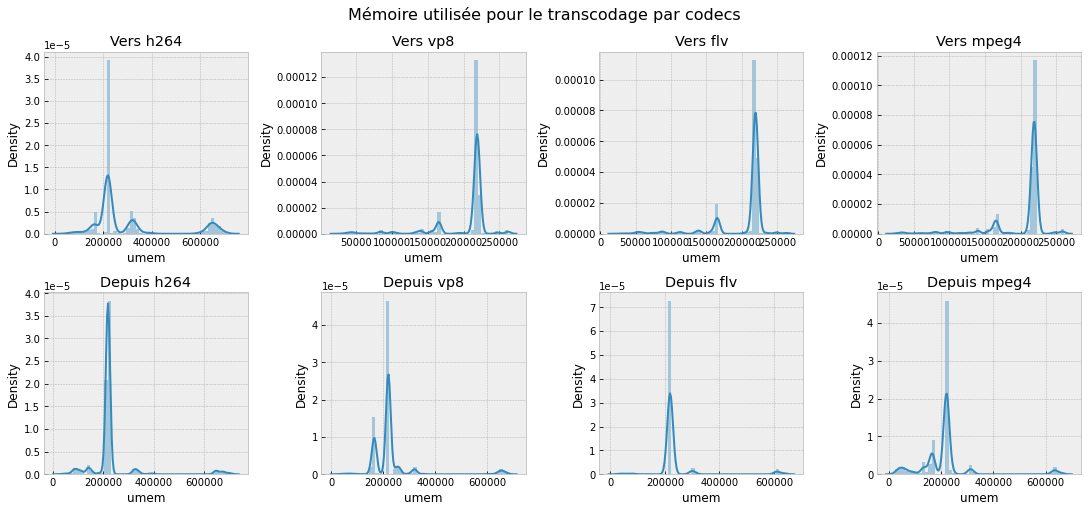 Mémoire utilisée pour le transcodage par codecs
Vers h264
1e−5
4.0
3.5
3.0
2.5
2.0
1.5
1.0
0.5
0.0
Density
0 200000 400000 600000
umem
Vers vp8
0.00012
0.00010
0.00008
0.00006
0.00004
0.00002
0.00000
Density
50000 100000 150000 200000 250000
umem
Vers flv
0.00010
0.00008
0.00006
0.00004
0.00002
0.00000
Density
0 50000 100000 150000 200000 250000
umem
Vers mpeg4
0.00012
0.00010
0.00008
0.00006
0.00004
0.00002
0.00000
Density
0 50000 100000 150000 200000 250000
umem
Depuis h264
1e−5
4.0
3.5
3.0
2.5
2.0
1.5
1.0
0.5
0.0
Density
0 200000 400000 600000
umem
Depuis vp8
1e−5
4
3
2
1
0
Density
0 200000 400000 600000
umem
Depuis flv
1e−5
7
6
5
4
3
2
1
0
Density
0 200000 400000 600000
umem
Depuis mpeg4
1e−5
4
3
2
1
0
Density
0 200000 400000 600000
umem